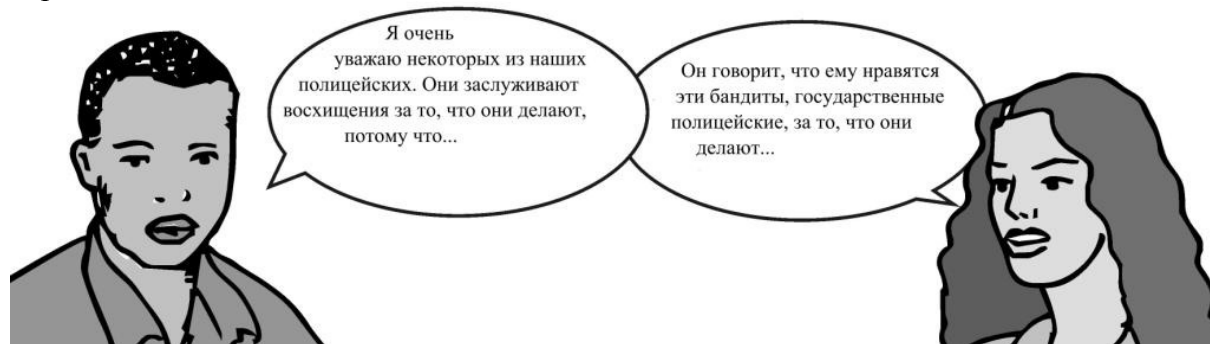 Я очень
уважаю некоторых из наших
полицейских. Они заслуживают
восхищения за то, что они делают,
потому что...
Он говорит, что ему нравятся
эти бандиты, государственные
полицейские, за то, что они
делают...